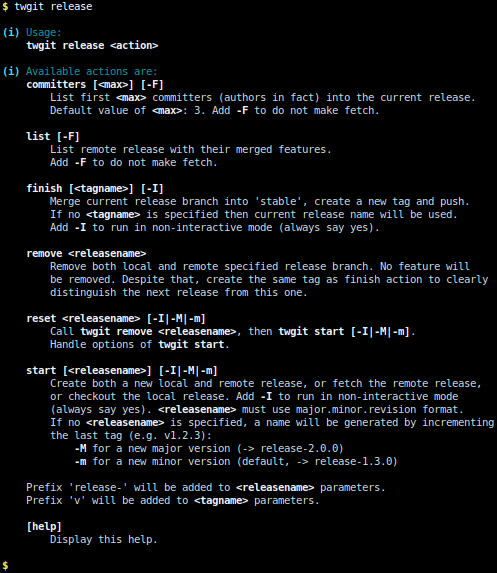 $ twgit release
(i) Usage:
twgit release <action>
(i) Available actions are:
committers [<max>] [-F]
List first <max> committers (authors in fact) into the current release.
Default value of <max>: 3. Add -F to do not make fetch.
list [-F]
List remote release with their merged features.
Add -F to do not make fetch.
finish [<tagname>] [-I]
Merge current release branch into 'stable', create a new tag and push.
If no <tagname> is specified then current release name will be used.
Add -I to run in non-interactive mode (always say yes).
remove <releasename>
Remove both local and remote specified release branch. No feature will
be removed. Despite that, create the same tag as finish action to clearly
distinguish the next release from this one.
reset <releasename> [-I|-M|-m]
Call twgit remove <releasename>, then twgit start [-I|-M|-m].
Handle options of twgit start.
start [<releasename>] [-I|-M|-m]
Create both a new local and remote release, or fetch the remote release,
or checkout the local release. Add -I to run in non-interactive mode
(always say yes). <releasename> must use major.minor.revision format.
If no <releasename> is specified, a name will be generated by incrementing
the last tag (e.g. v1.2.3):
-M for a new major version (-> release-2.0.0)
-m for a new minor version (default, -> release-1.3.0)
Prefix 'release-' will be added to <releasename> parameters.
Prefix 'v' will be added to <tagname> parameters.
[help]
Display this help.
$